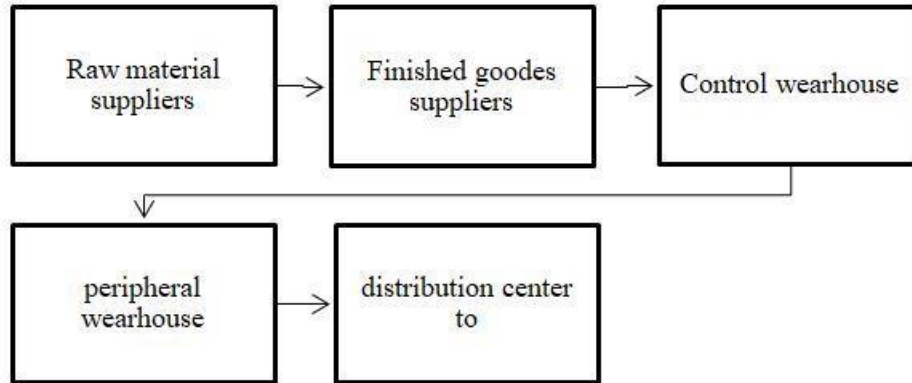 Raw material
suppliers
Finished goodes
suppliers
Control wearhouse
peripheral
wearhouse
distribution center
to